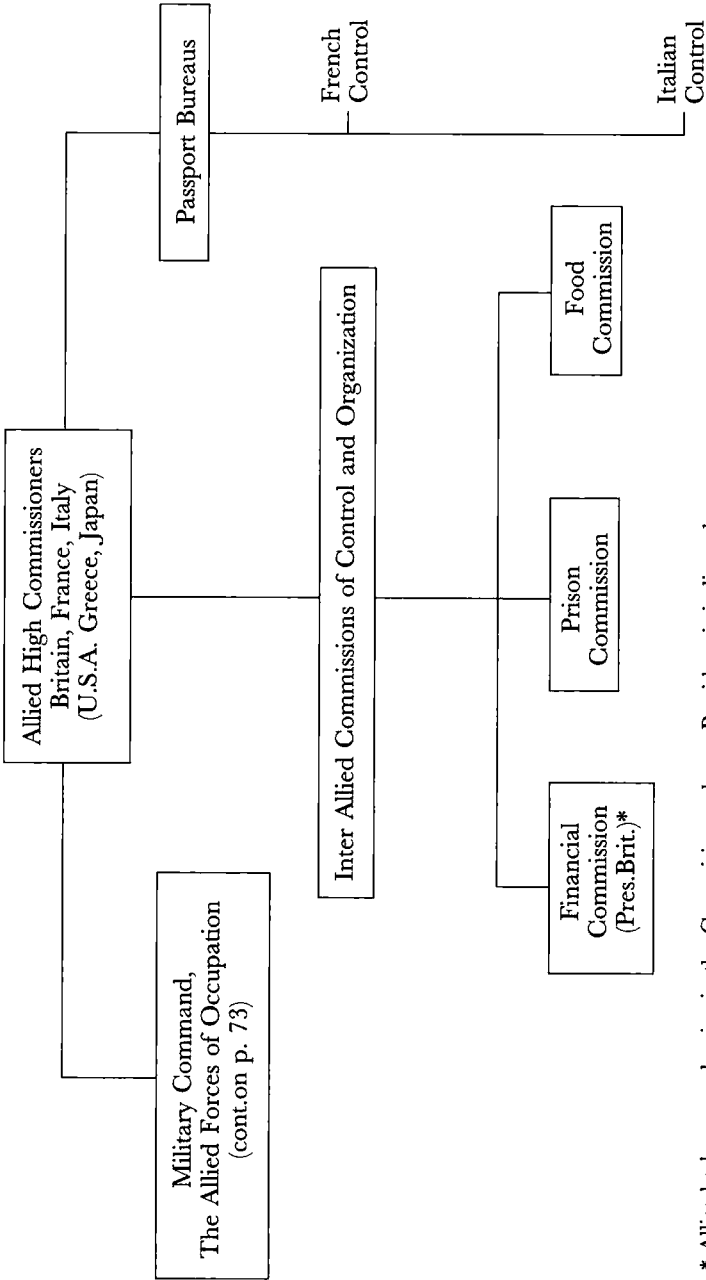 Allied High Commissioners
Britain, France, Italy
(U.S.A. Greece, Japan)
Military Command,
The Allied Forces of Occupation
(cont.on p. 73)
Passport Bureaus
French
Control
Italian
Control
Inter Allied Commissions of Control and Organization
Financial
Commission
(Pres.Brit.)*
Prison
Commission
Food
Commission
* Allied